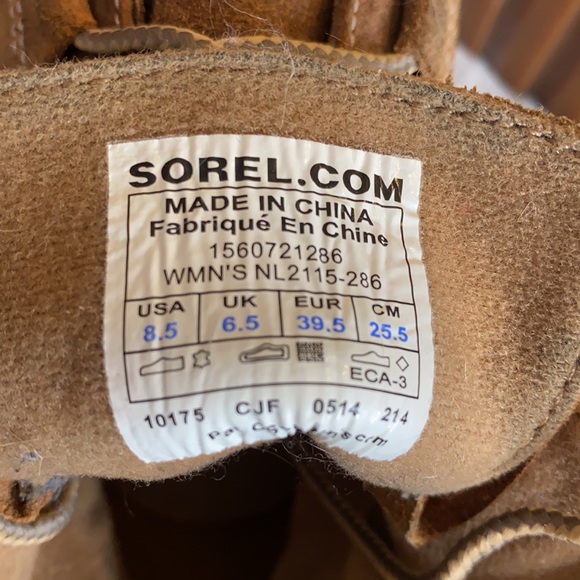 SOREL.COM
MADE IN CHINA
Fabriqué En Chine
1560721286
WMN'S NL2115-286
USA UK EUR CM
8.5 6.5 39.5 25.5
ECA-3
10175 CJF 0514 214